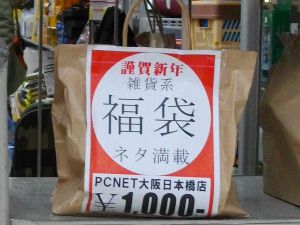 謹賀新年
雑貨系
福袋
ネタ満載
PCNET大阪日本橋店
¥1,000-